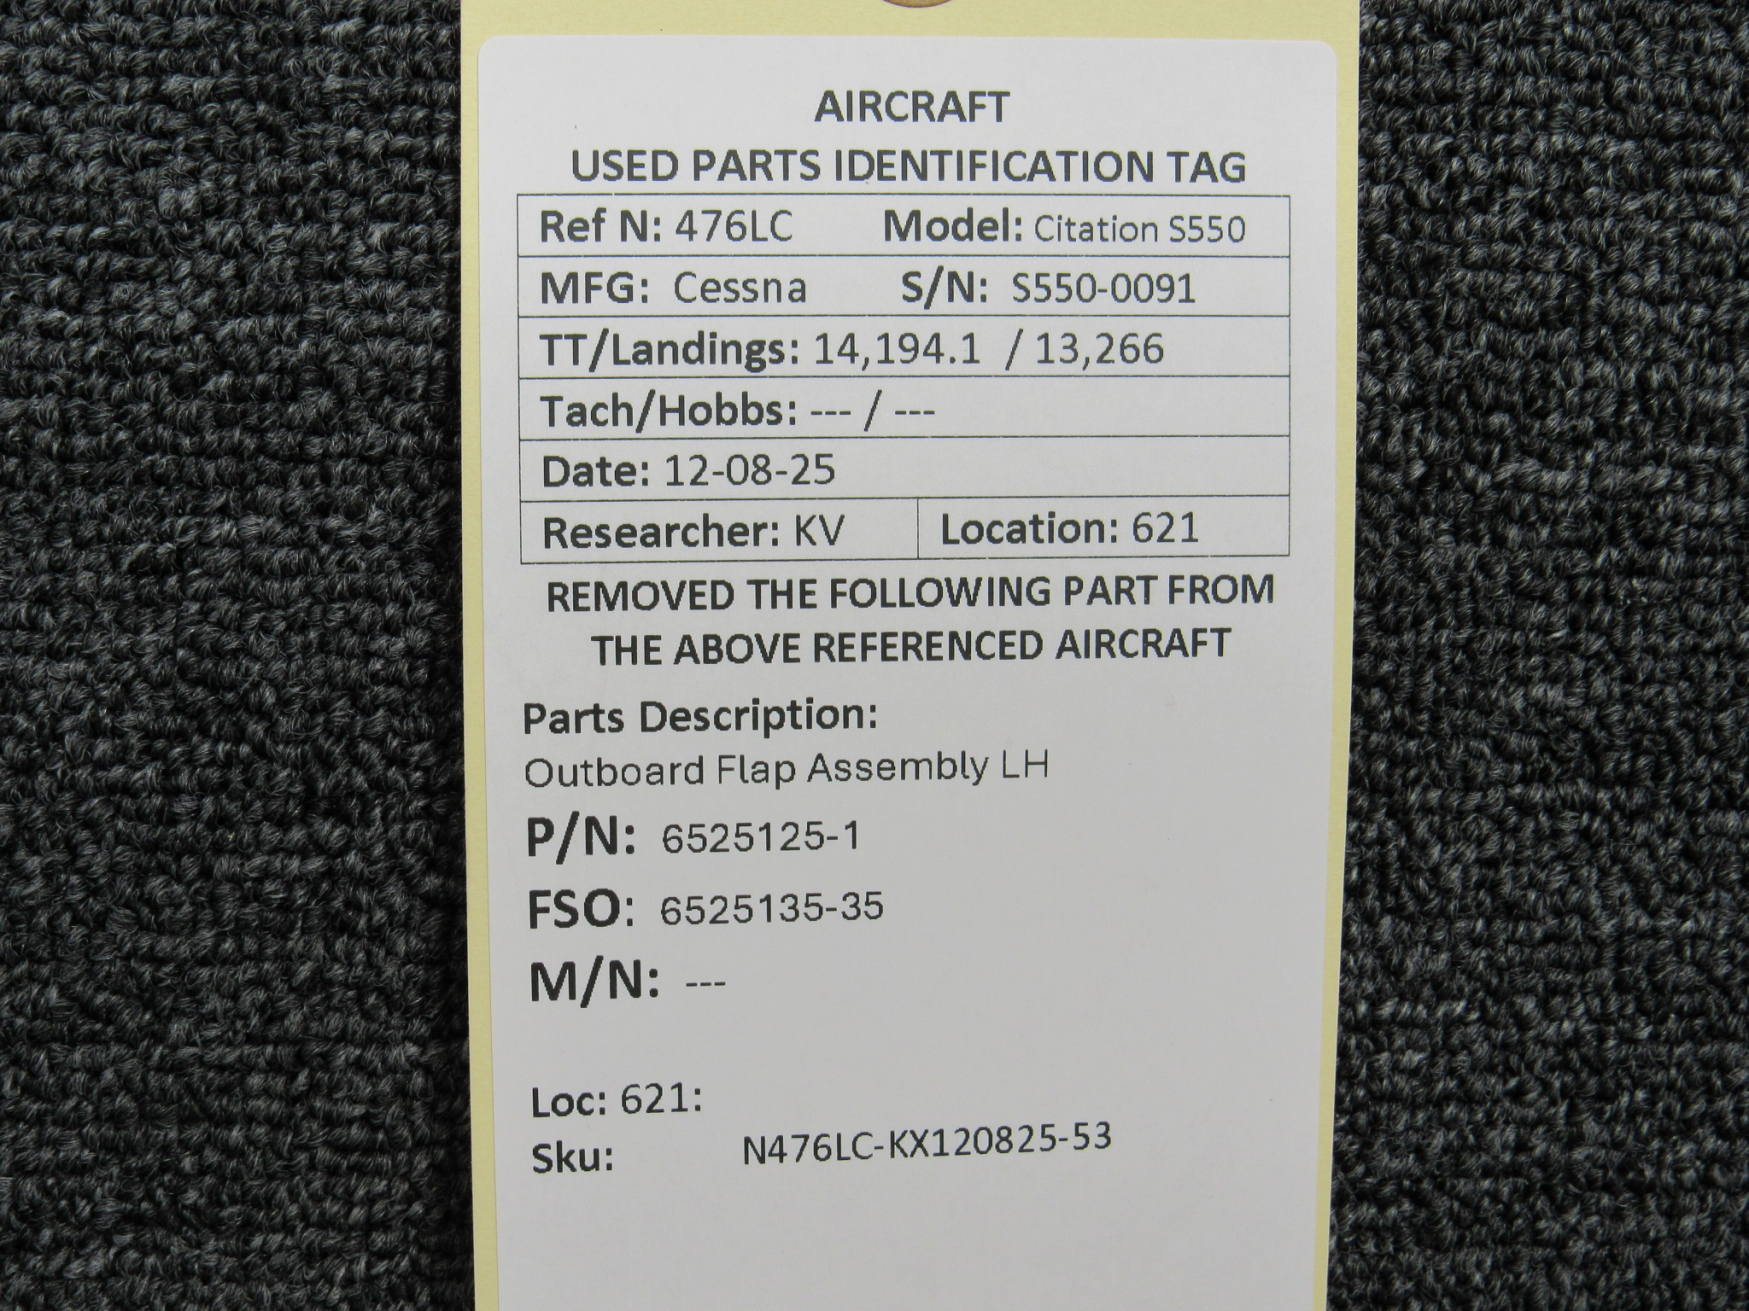 AIRCRAFT
USED PARTS IDENTIFICATION TAG
Ref N: 476LC Model: Citation S550
MFG: Cessna S/N: S550-0091
TT/Landings: 14,194.1 / 13,266
Tach/Hobbs: --- / ---
Date: 12-08-25
Researcher: KV Location: 621
REMOVED THE FOLLOWING PART FROM
THE ABOVE REFERENCED AIRCRAFT
Parts Description:
Outboard Flap Assembly LH
P/N: 6525125-1
FSO: 6525135-35
M/N: ---
Loc: 621:
Sku: N476LC-KX120825-53